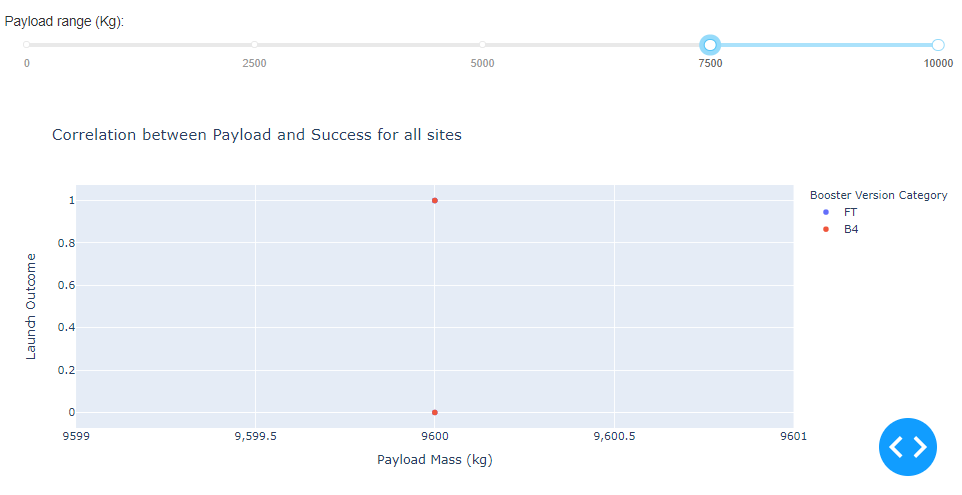 Payload range (Kg):
0 2500 5000 7500 10000
Correlation between Payload and Success for all sites
Booster Version Category
FT
B4
Launch Outcome
1
0.8
0.6
0.4
0.2
0
9599 9,599.5 9600 9,600.5 9601
Payload Mass (kg)